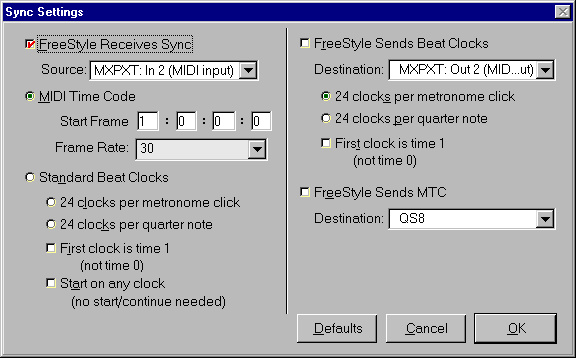 Sync Settings
FreeStyle Receives Sync
Source: MXPXT: In 2 (MIDI input)
MIDI Time Code
Start Frame 1 : 0 : 0 : 0
Frame Rate: 30
Standard Beat Clocks
24 clocks per metronome click
24 clocks per quarter note
First clock is time 1
(not time 0)
Start on any clock
(no start/continue needed)
FreeStyle Sends Beat Clocks
Destination: MXPXT: Out 2 (MID...ut)
24 clocks per metronome click
24 clocks per quarter note
First clock is time 1
(not time 0)
FreeStyle Sends MTC
Destination: QS8
Defaults Cancel OK